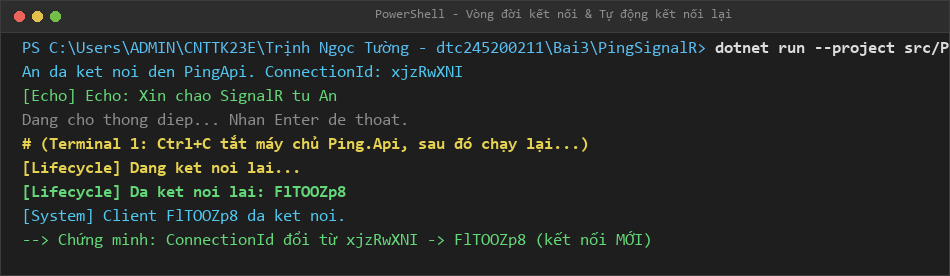 PowerShell - Vòng đời kết nối & Tự động kết nối lại
PS C:\Users\ADMIN\CNTTK23E\Trịnh Ngọc Tường - dtc245200211\Bai3\PingSignalR> dotnet run --project src/P
An da ket noi den PingApi. ConnectionId: xjzRwXNI
[Echo] Echo: Xin chao SignalR tu An
Dang cho thong diep... Nhan Enter de thoat.
# (Terminal 1: Ctrl+C tắt máy chủ Ping.Api, sau đó chạy lại...)
[Lifecycle] Dang ket noi lai...
[Lifecycle] Da ket noi lai: FlTOOZp8
[System] Client FlTOOZp8 da ket noi.
--> Chứng minh: ConnectionId đổi từ xjzRwXNI -> FlTOOZp8 (kết nối MỚI)